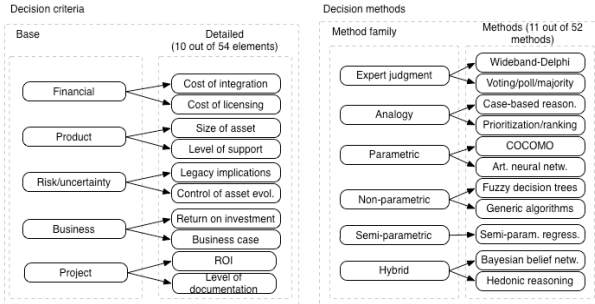 Decision criteria
Base
Detailed
(10 out of 54 elements)
Financial
Cost of integration
Cost of licensing
Product
Size of asset
Level of support
Risk/uncertainty
Legacy implications
Control of asset evol.
Business
Return on investment
Business case
Project
ROI
Level of
documentation
Decision methods
Method family
Methods (11 out of 52
methods)
Expert judgment
Wideband-Delphi
Voting/poll/majority
Analogy
Case-based reason.
Prioritization/ranking
Parametric
COCOMO
Art. neural netw.
Non-parametric
Fuzzy decision trees
Generic algorithms
Semi-parametric
Semi-param. regress.
Hybrid
Bayesian belief netw.
Hedonic reasoning